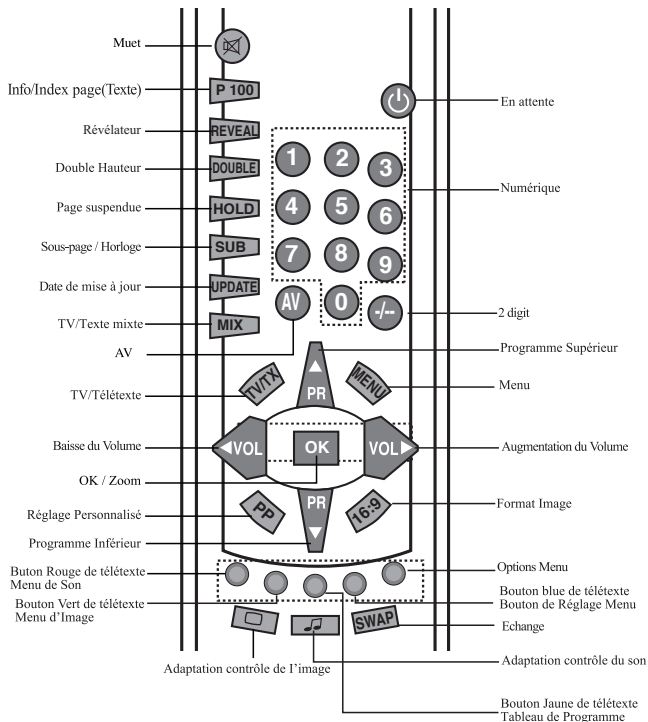 Muet
Info/Index page(Texte)
P 100
En attente
Révélateur
REVEAL
1
2
3
Double Hauteur
DOUBLE
Numérique
Page suspendue
HOLD
4
5
6
Sous-page / Horloge
SUB
7
8
9
Date de mise à jour
UPDATE
AV
0
-/--
2 digit
TV/Texte mixte
MIX
AV
Programme Supérieur
TV/Télétexte
TV/TX
PR
MENU
Menu
Baisse du Volume
VOL
OK
VOL
Augmentation du Volume
OK / Zoom
Réglage Personnalisé
PP
PR
16:9
Format Image
Programme Inférieur
Buton Rouge de télétexte
Menu de Son
Options Menu
Bouton Vert de télétexte
Menu d’Image
Bouton blue de télétexte
Bouton de Réglage Menu
SWAP
Echange
Adaptation contrôle de I’image
Adaptation contrôle du son
Bouton Jaune de télétexte
Tableau de Programme